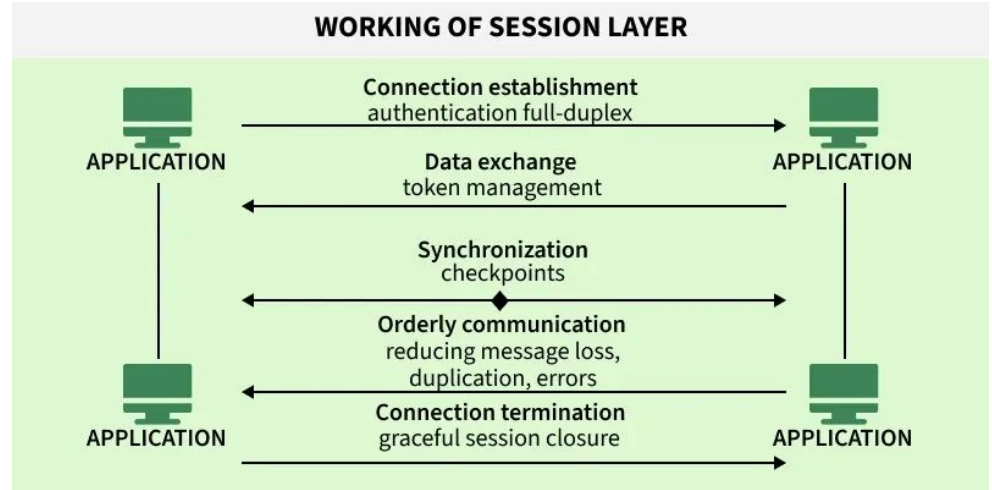 WORKING OF SESSION LAYER
Connection establishment
authentication full-duplex
APPLICATION
APPLICATION
Data exchange
token management
Synchronization
checkpoints
Orderly communication
reducing message loss,
duplication, errors
Connection termination
graceful session closure
APPLICATION
APPLICATION